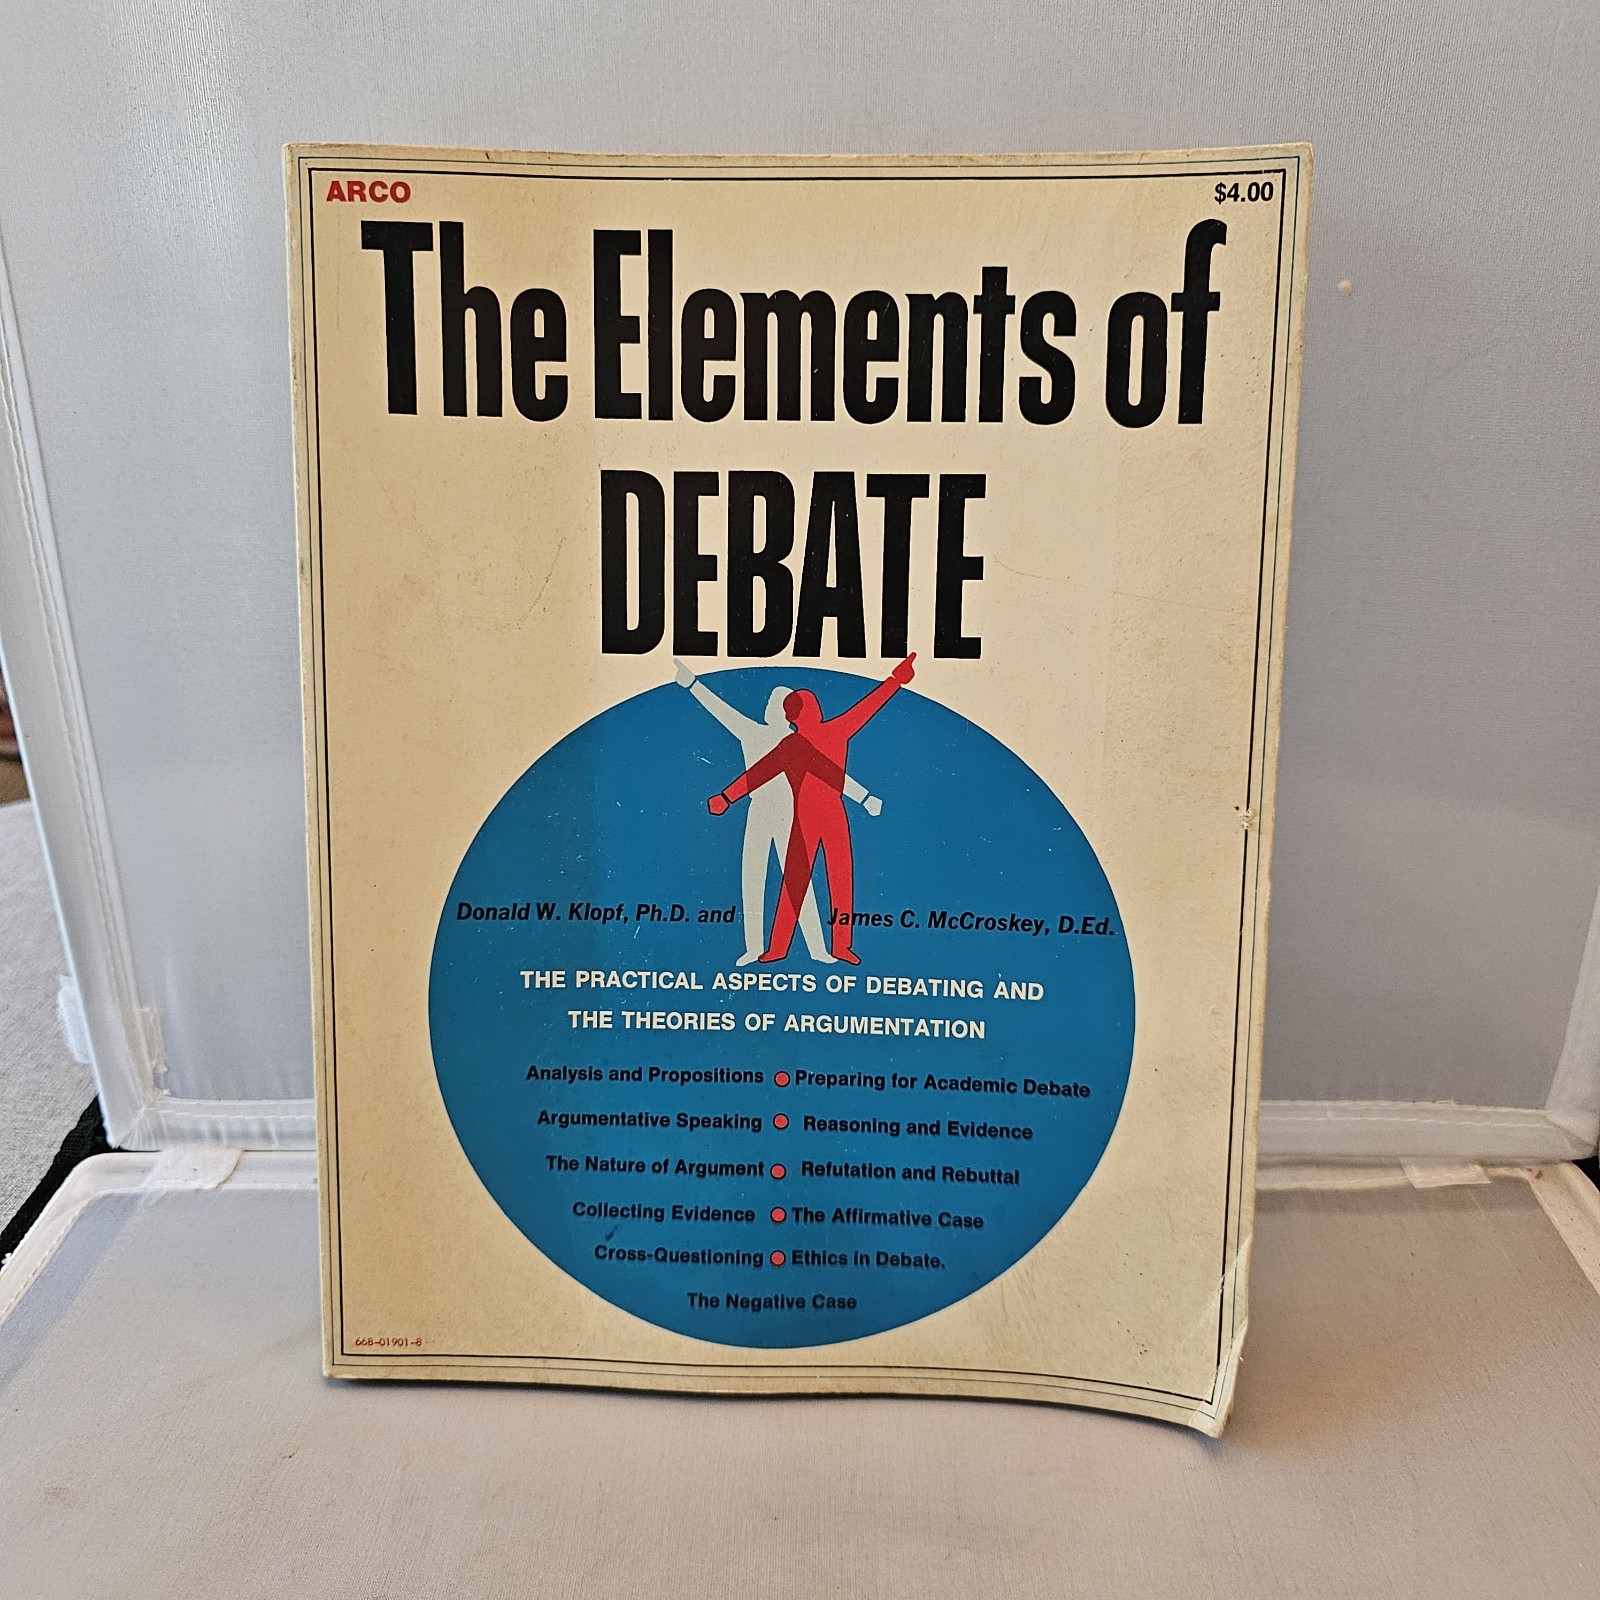 ARCO
$4.00
The Elements of
DEBATE
Donald W. Klopf, Ph.D. and James C. McCroskey, D.Ed.
THE PRACTICAL ASPECTS OF DEBATING AND
THE THEORIES OF ARGUMENTATION
Analysis and Propositions Preparing for Academic Debate
Argumentative Speaking Reasoning and Evidence
The Nature of Argument Refutation and Rebuttal
Collecting Evidence The Affirmative Case
Cross-Questioning Ethics in Debate.
The Negative Case
668-01901-8